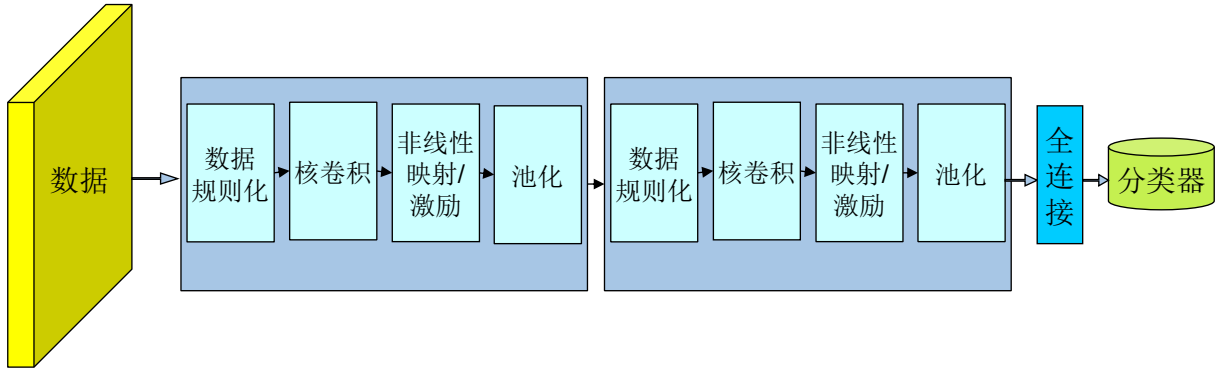 数据
数据
规则化
核卷积
非线性
映射/
激励
池化
数据
规则化
核卷积
非线性
映射/
激励
池化
全
连
接
分类器